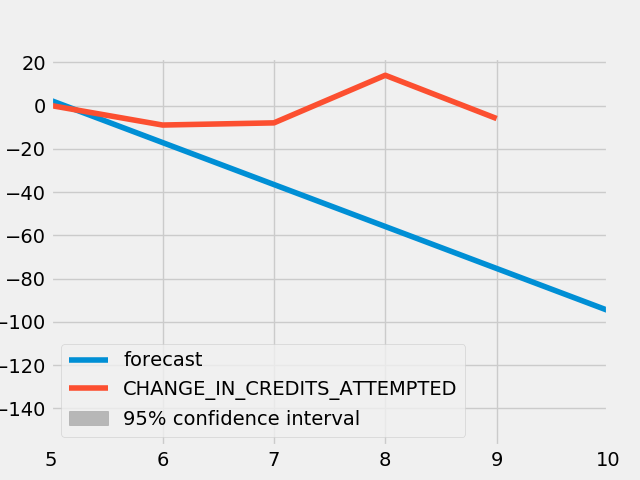 20
0
−20
−40
−60
−80
−100
−120
−140
forecast
CHANGE_IN_CREDITS_ATTEMPTED
95% confidence interval
5 6 7 8 9 10